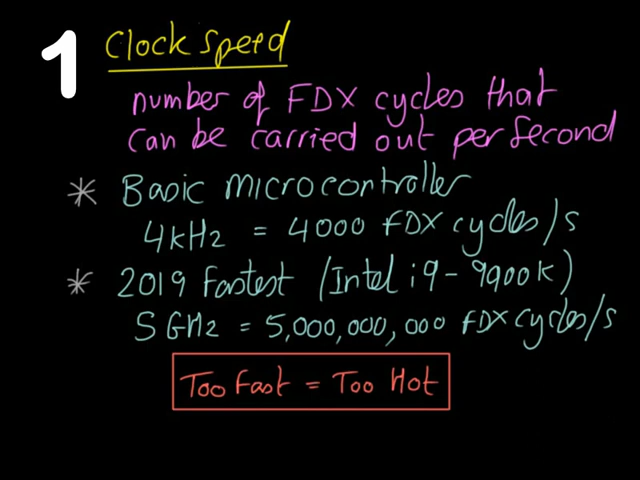 1 Clock speed
number of FDX cycles that
can be carried out per second
* Basic microcontroller
4kHz = 4000 FDX cycles/s
* 2019 Fastest (Intel i9-9900k)
5GHz = 5,000,000,000 FDX cycles/s
Too Fast = Too Hot